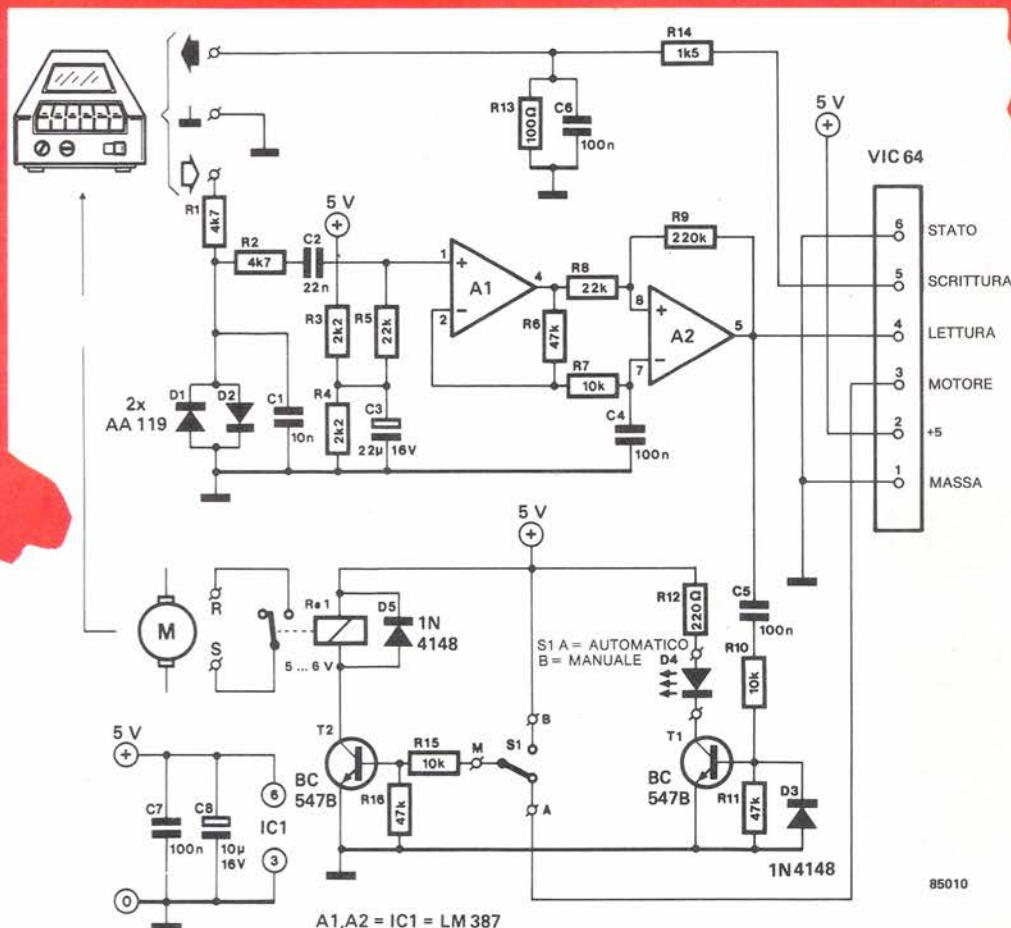 R14
1k5
R13
100Ω
C6
100n
5 V
+
VIC 64
R1
4k7
R2
4k7
C2
22n
5 V
+
R3
2k2
R5
22k
R4
2k2
C3
22µ
16V
1
+
A1
2
−
4
R8
22k
R6
47k
R7
10k
R9
220k
8
+
A2
7
−
5
C4
100n
2x
AA 119
D1
D2
C1
10n
6
STATO
5
SCRITTURA
4
LETTURA
3
MOTORE
2
+5
1
MASSA
5 V
+
M
R
S
Re 1
5 ... 6 V
D5
1N
4148
S1 A = AUTOMATICO
B = MANUALE
R12
220Ω
D4
C5
100n
R10
10k
T2
BC
547B
R15
10k
R16
47k
M
S1
B
A
T1
BC
547B
R11
47k
D3
1N4148
5 V
+
C7
100n
C8
10µ
16V
6
IC1
3
0
A1,A2 = IC1 = LM 387
85010